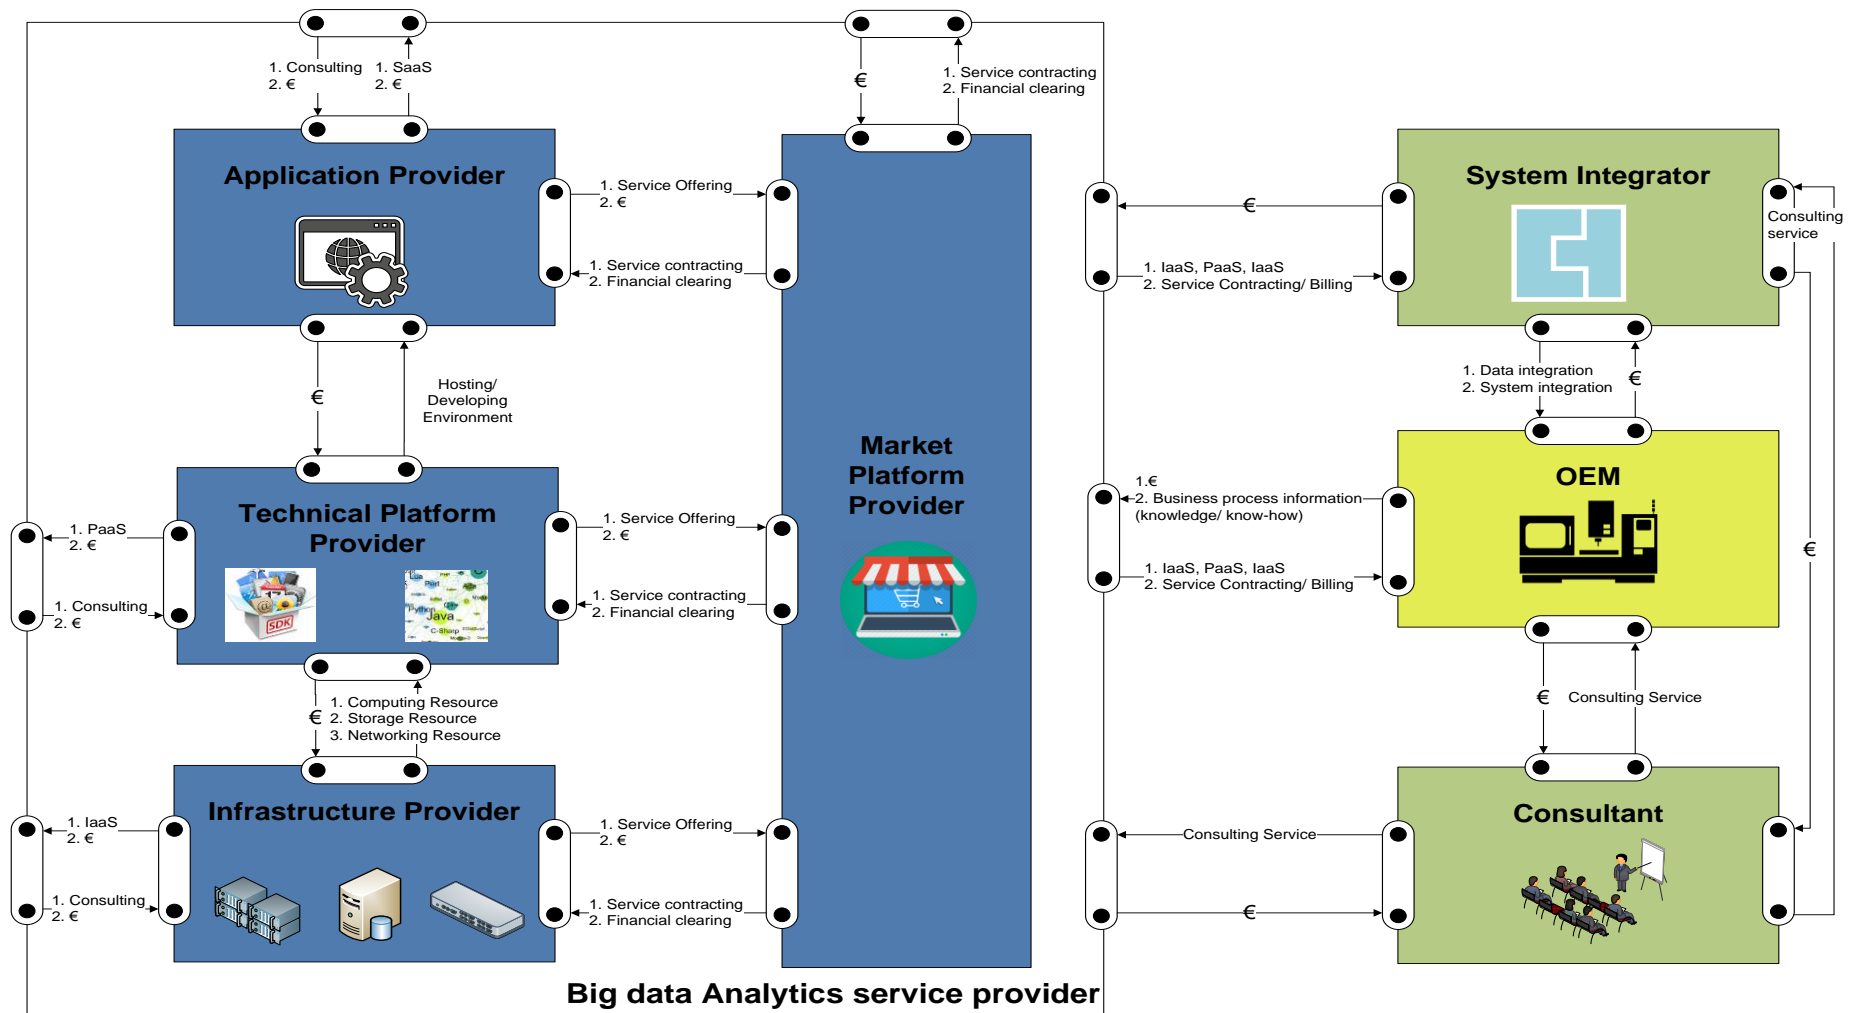 1. Consulting
2. €
1. SaaS
2. €
€
1. Service contracting
2. Financial clearing
Application Provider
1. Service Offering
2. €
1. Service contracting
2. Financial clearing
€
Hosting/
Developing
Environment
Technical Platform
Provider
SDK
Python
Java
C-Sharp
1. PaaS
2. €
1. Consulting
2. €
1. Service Offering
2. €
1. Service contracting
2. Financial clearing
€
1. Computing Resource
2. Storage Resource
3. Networking Resource
Infrastructure Provider
1. IaaS
2. €
1. Consulting
2. €
1. Service Offering
2. €
1. Service contracting
2. Financial clearing
Market
Platform
Provider
Big data Analytics service provider
System Integrator
€
1. IaaS, PaaS, IaaS
2. Service Contracting/ Billing
Consulting
service
1. Data integration
2. System integration
€
€
OEM
1.€
2. Business process information
(knowledge/ know-how)
1. IaaS, PaaS, IaaS
2. Service Contracting/ Billing
€
Consulting Service
Consultant
Consulting Service
€